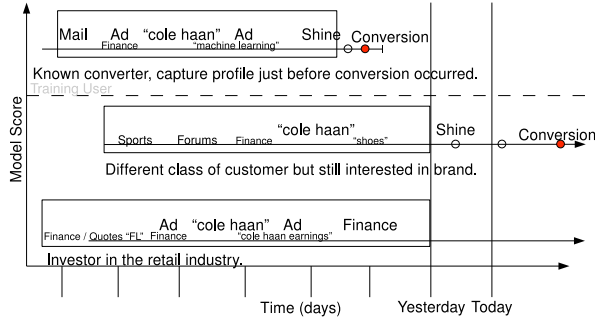 Mail Ad “cole haan” Ad Shine
Finance “machine learning”
Conversion
Known converter, capture profile just before conversion occurred.
Training User
Model Score
“cole haan”
Sports Forums Finance “shoes”
Shine
Conversion
Different class of customer but still interested in brand.
Ad “cole haan” Ad Finance
Finance / Quotes “FL” Finance “cole haan earnings”
Investor in the retail industry.
Time (days)
Yesterday Today